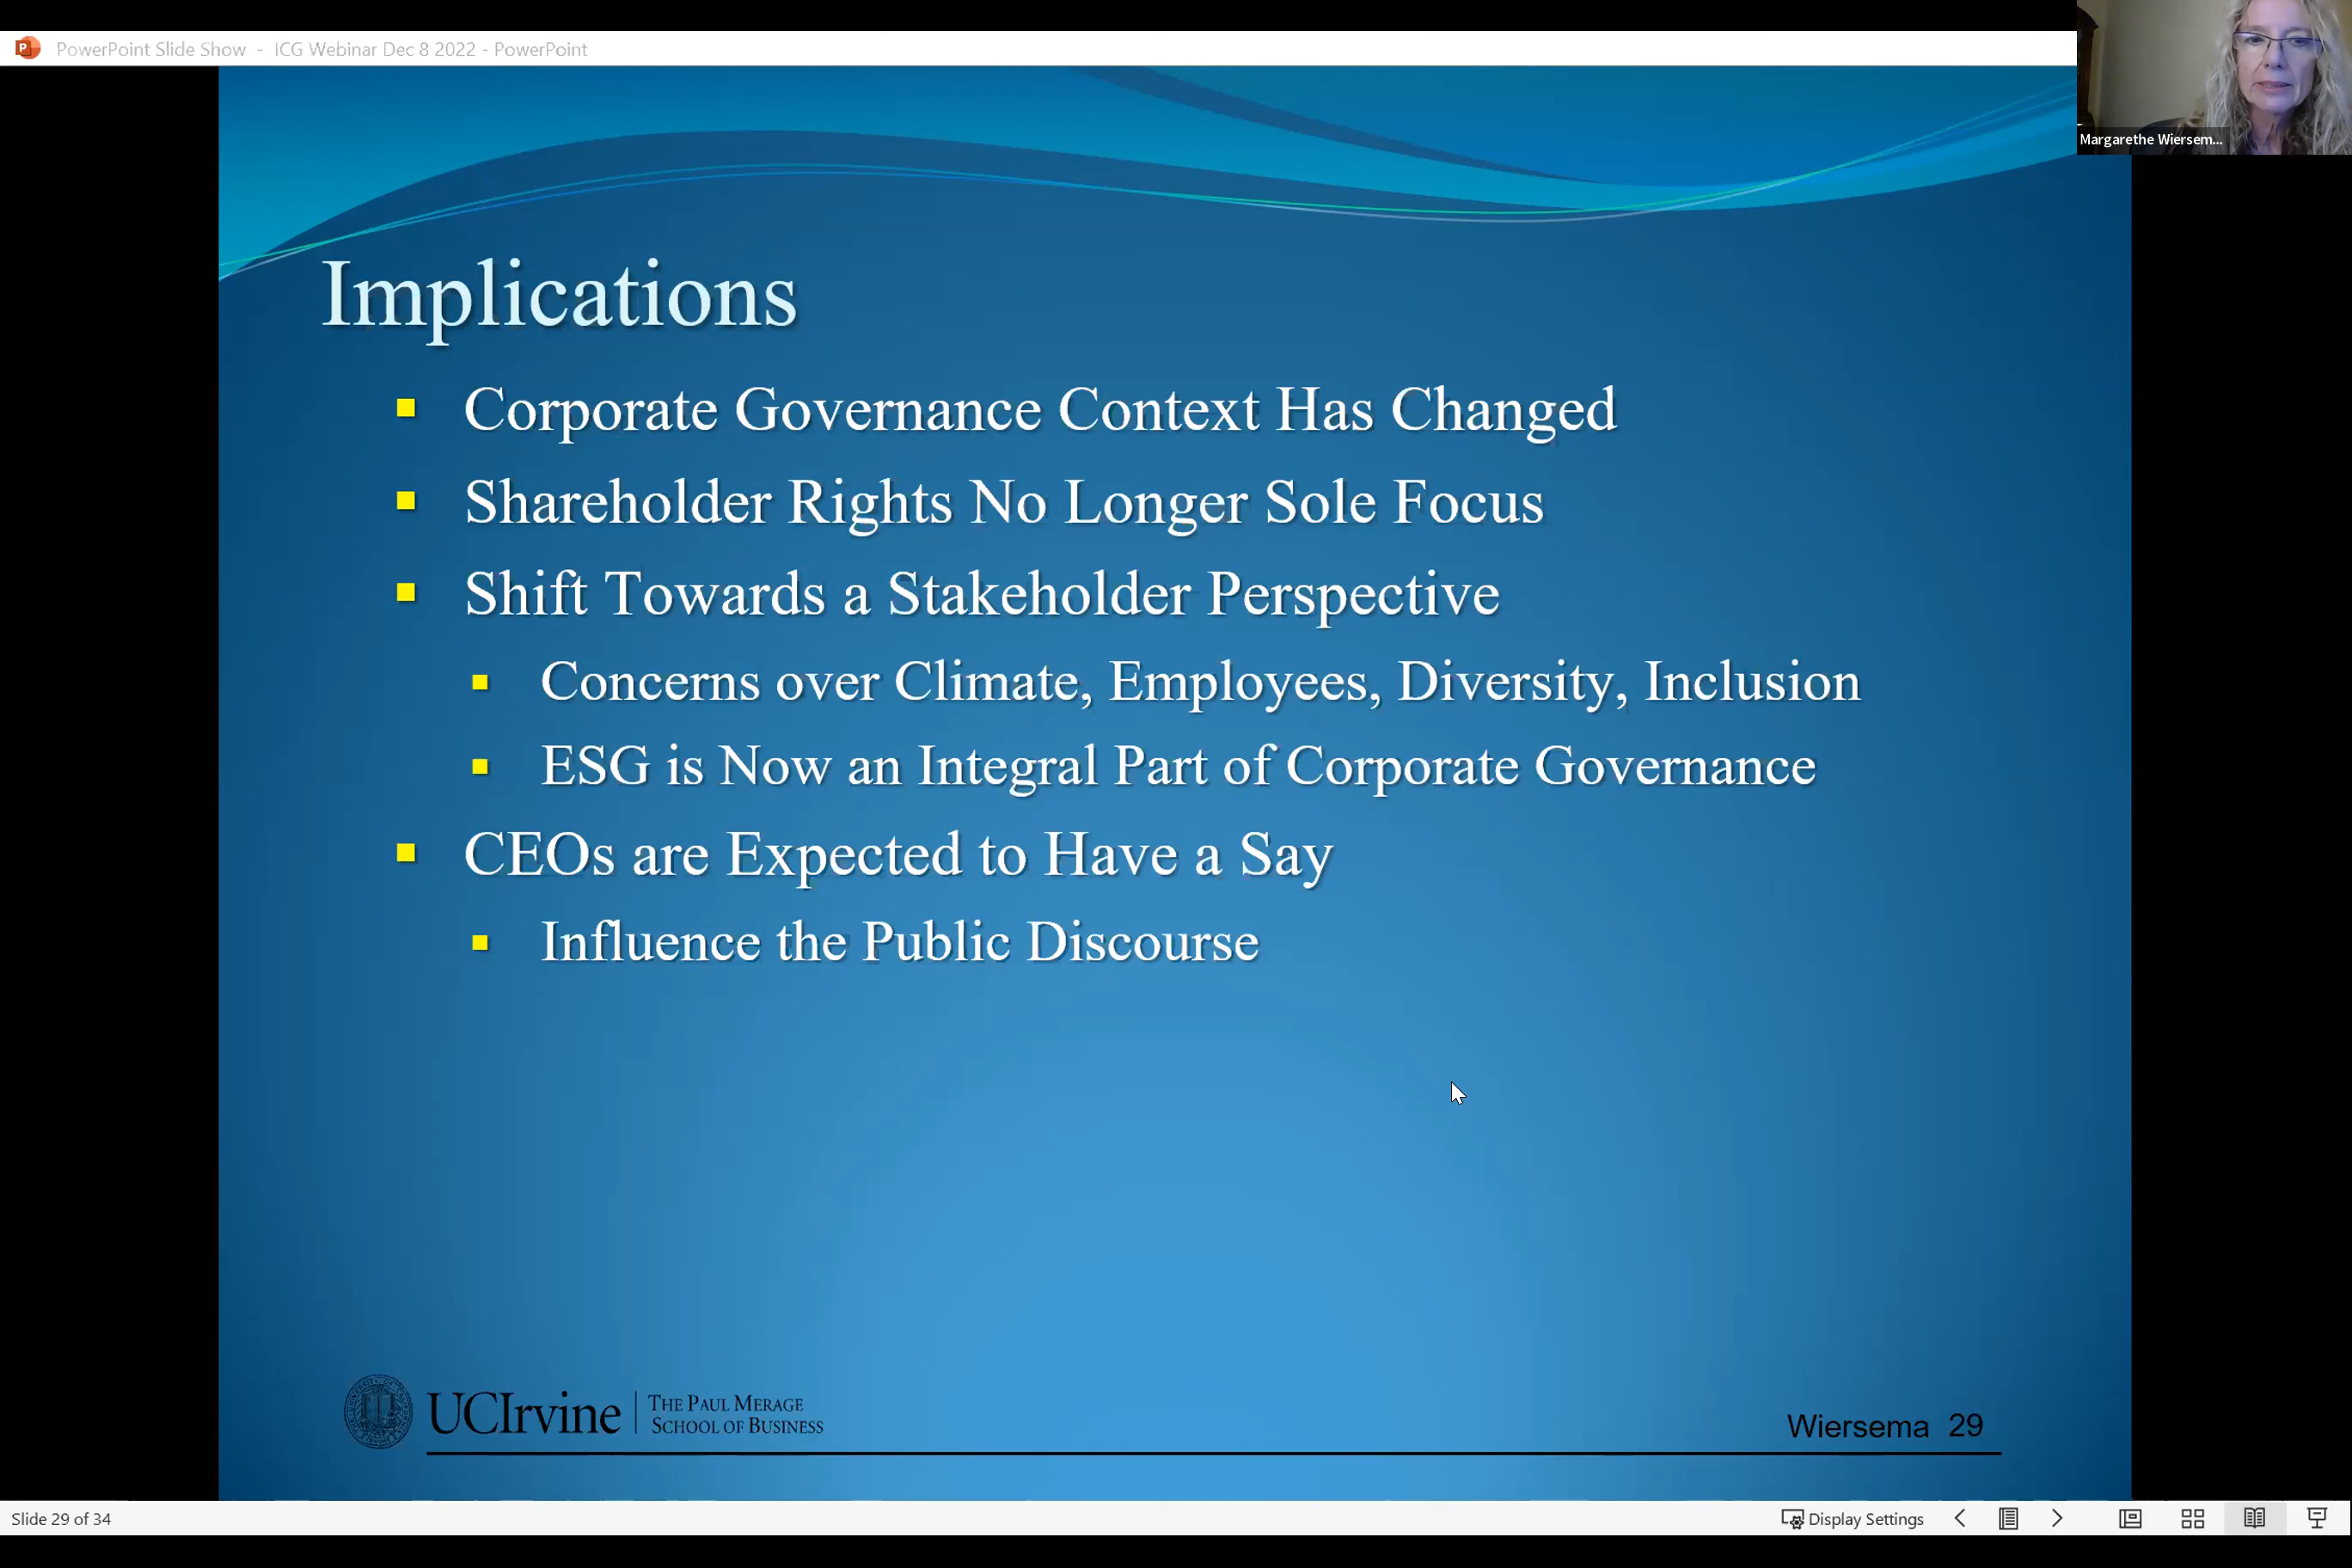 PowerPoint Slide Show - ICG Webinar Dec 8 2022 - PowerPoint
Margarethe Wiersem...
Implications
Corporate Governance Context Has Changed
Shareholder Rights No Longer Sole Focus
Shift Towards a Stakeholder Perspective
Concerns over Climate, Employees, Diversity, Inclusion
ESG is Now an Integral Part of Corporate Governance
CEOs are Expected to Have a Say
Influence the Public Discourse
UCIrvine
THE PAUL MERAGE
SCHOOL OF BUSINESS
Wiersema 29
Slide 29 of 34
Display Settings